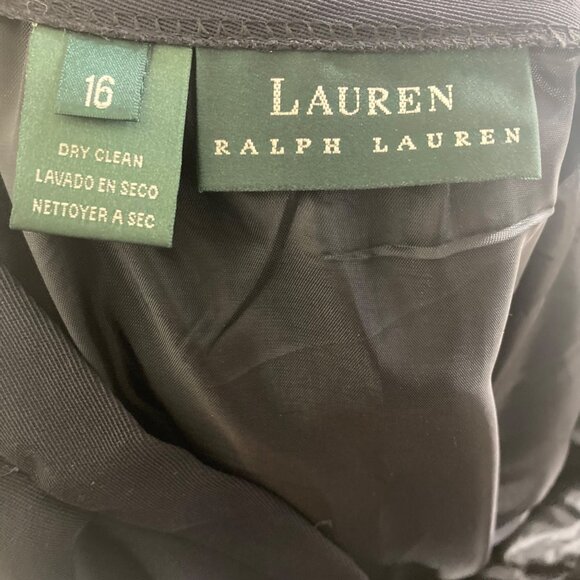 16
DRY CLEAN
LAVADO EN SECO
NETTOYER A SEC
LAUREN
RALPH LAUREN